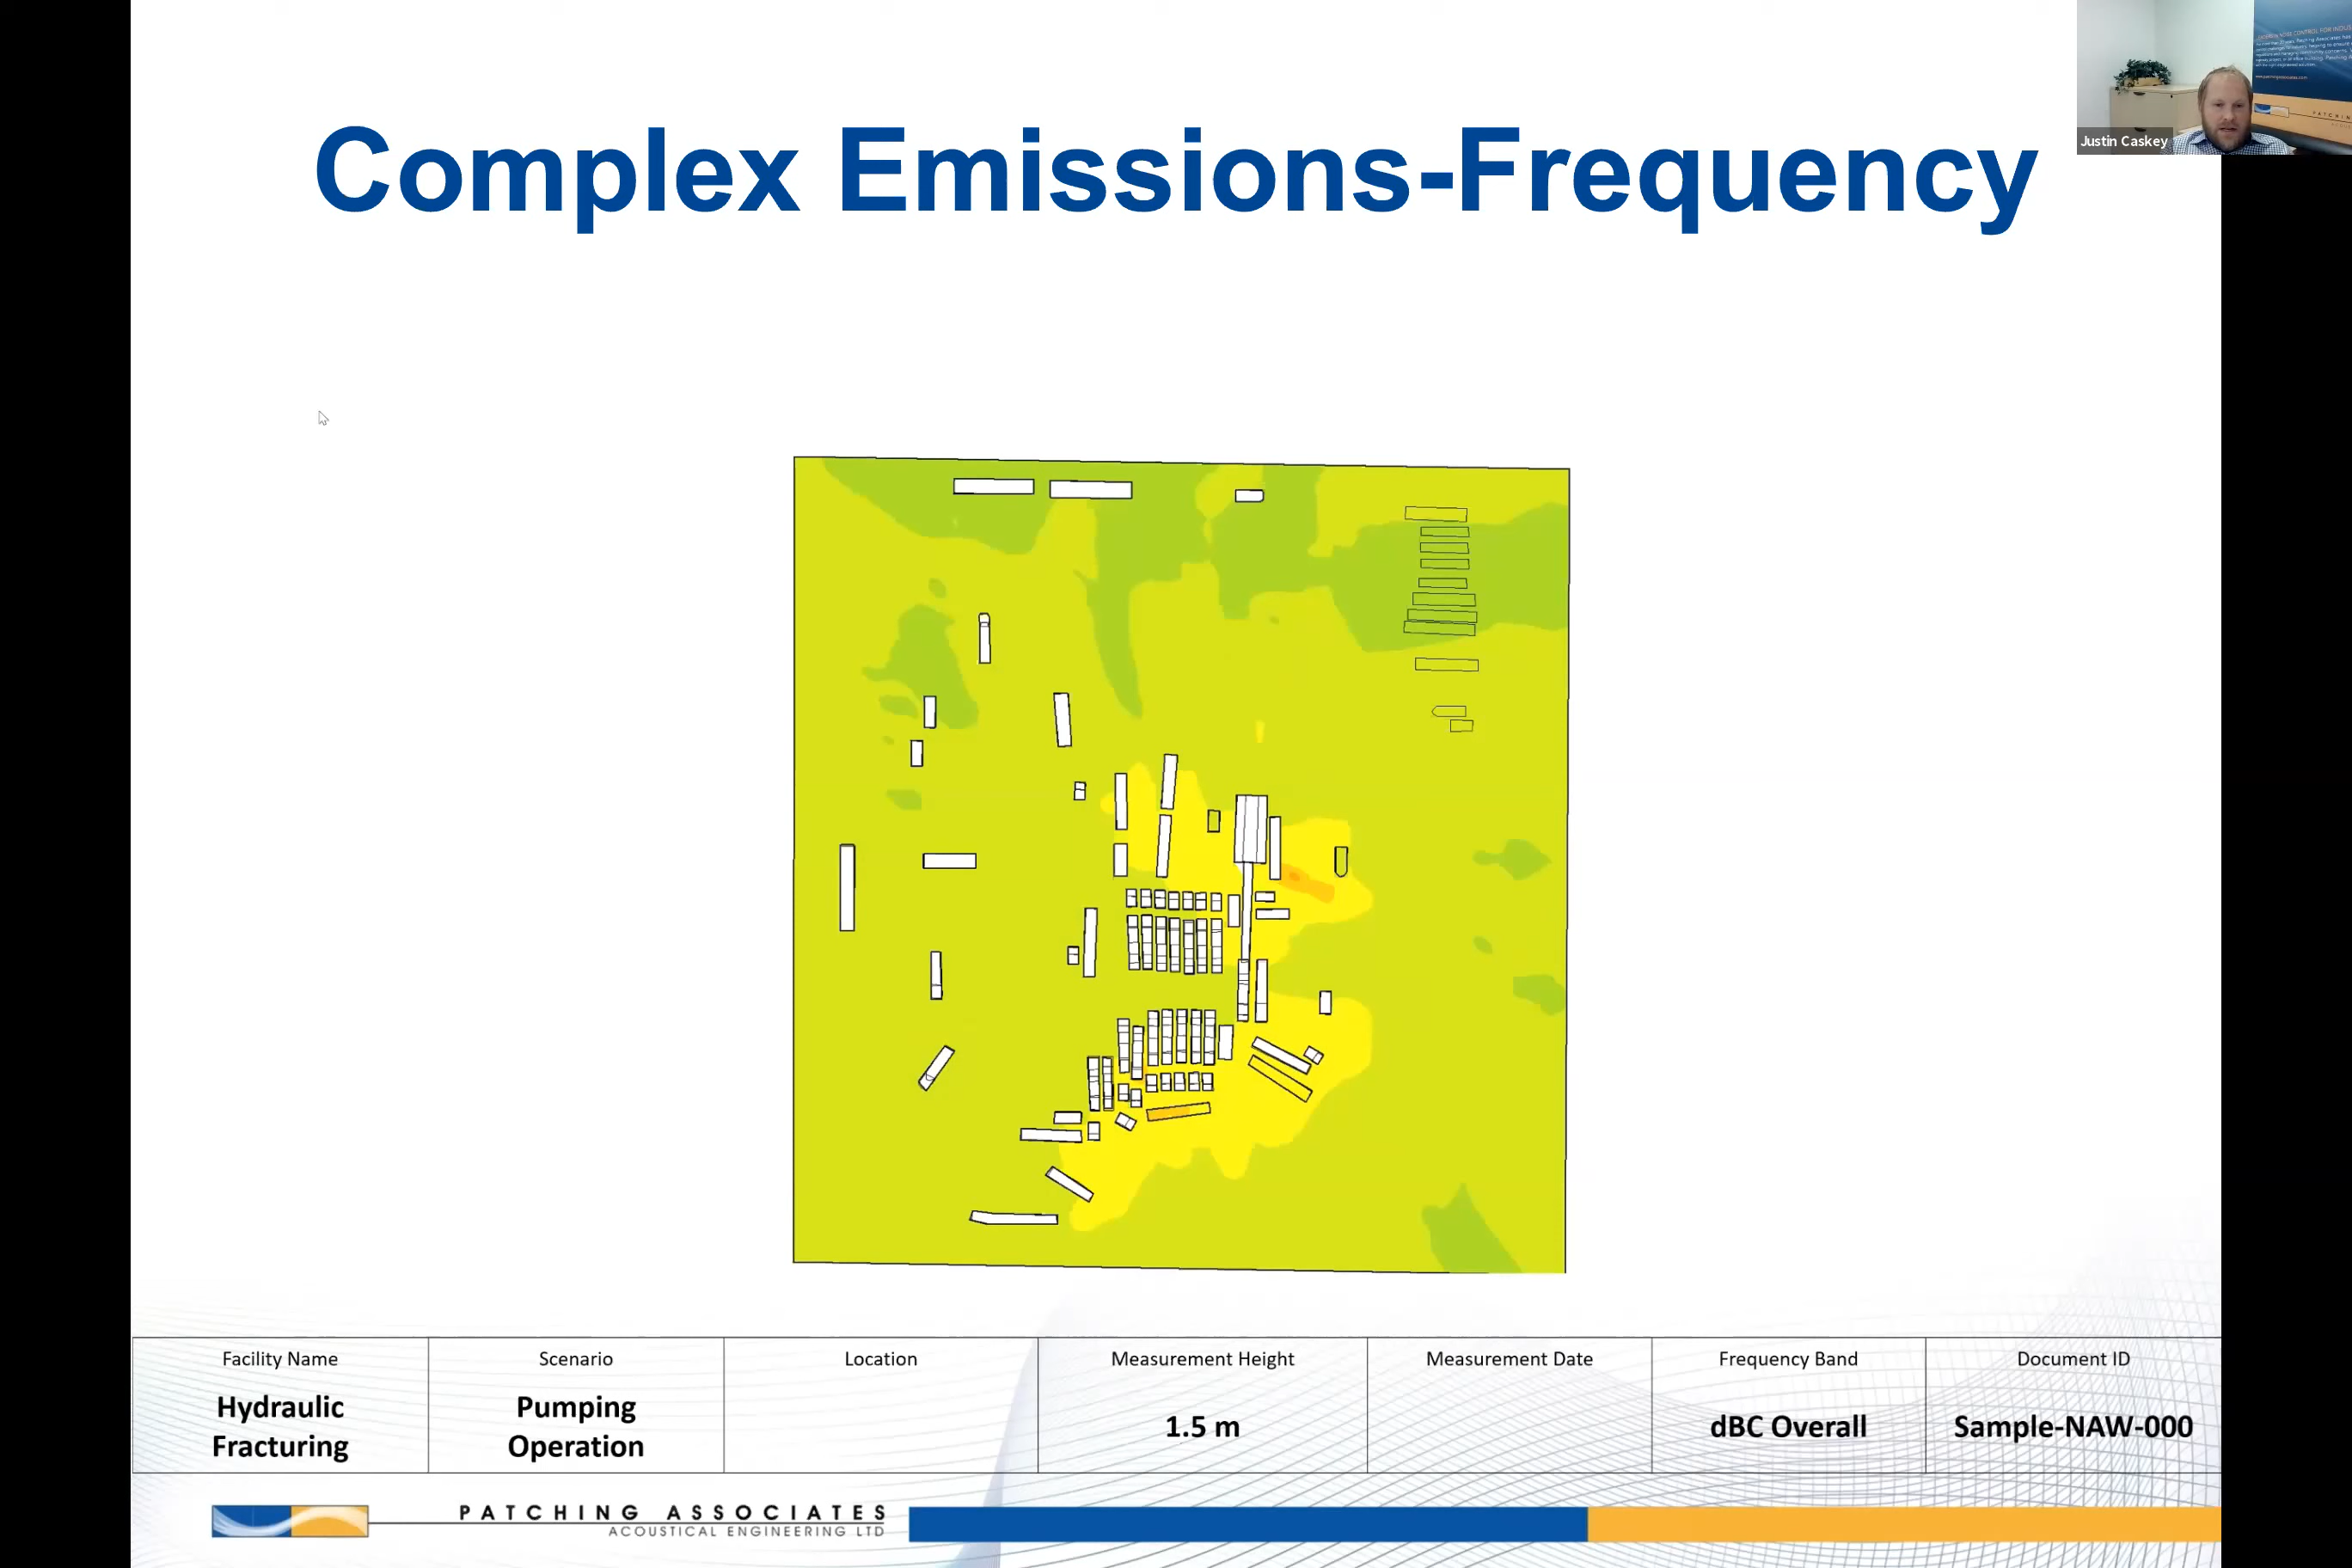 Complex Emissions-Frequency
Justin Caskey
Facility Name
Hydraulic
Fracturing
Scenario
Pumping
Operation
Location
Measurement Height
1.5 m
Measurement Date
Frequency Band
dBC Overall
Document ID
Sample-NAW-000
PATCHING ASSOCIATES
ACOUSTICAL ENGINEERING LTD